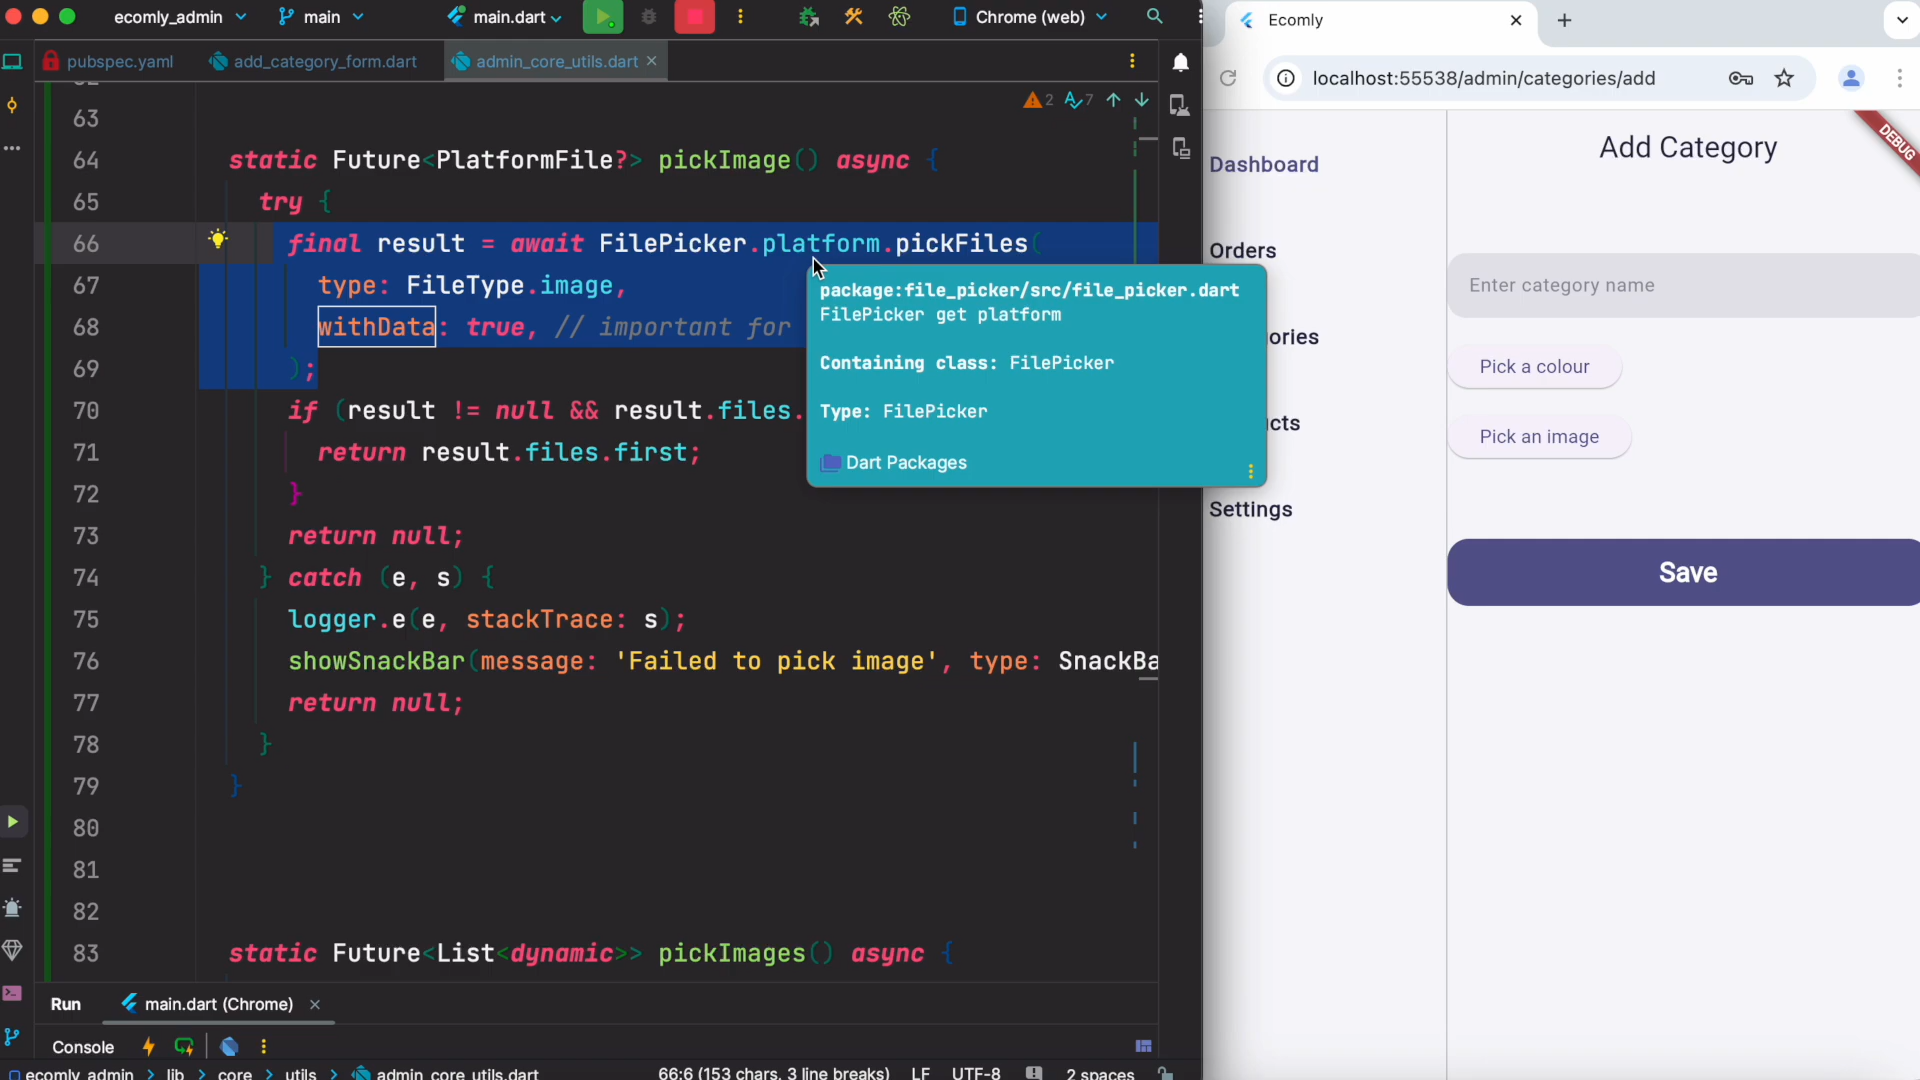 ecomly_admin
main
main.dart
Chrome (web)
pubspec.yaml
add_category_form.dart
admin_core_utils.dart
2
7
63
64 static Future<PlatformFile?> pickImage() async {
65 try {
66 final result = await FilePicker.platform.pickFiles(
67 type: FileType.image,
68 withData: true, // important for
69 );
70 if (result != null && result.files.
71 return result.files.first;
72 }
73 return null;
74 } catch (e, s) {
75 logger.e(e, stackTrace: s);
76 showSnackBar(message: 'Failed to pick image', type: SnackBa
77 return null;
78 }
79 }
80
81
82
83 static Future<List<dynamic>> pickImages() async {
package:file_picker/src/file_picker.dart
FilePicker get platform
Containing class: FilePicker
Type: FilePicker
Dart Packages
Run
main.dart (Chrome)
Console
ecomly_admin > lib > core > utils > admin_core_utils.dart
66:6 (153 chars, 3 line breaks)
LF
UTF-8
2 spaces
Ecomly
localhost:55538/admin/categories/add
DEBUG
Dashboard
Orders
ories
cts
Settings
Add Category
Enter category name
Pick a colour
Pick an image
Save